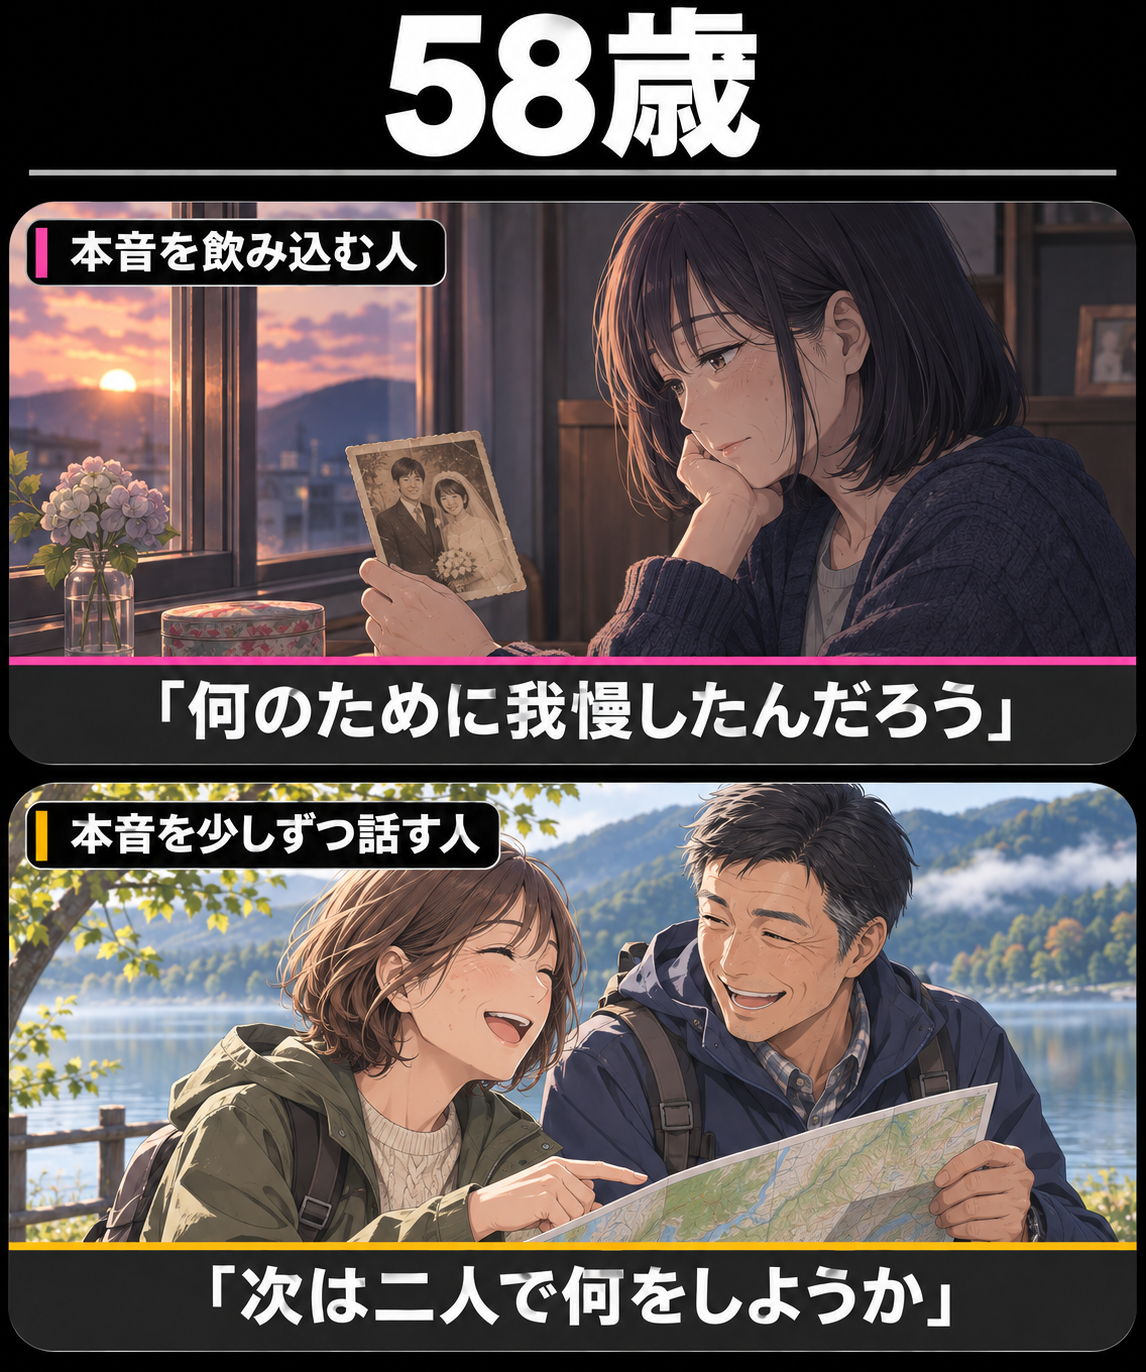 58歳
本音を飲み込む人
「何のために我慢したんだろう」
本音を少しずつ話す人
「次は二人で何をしようか」